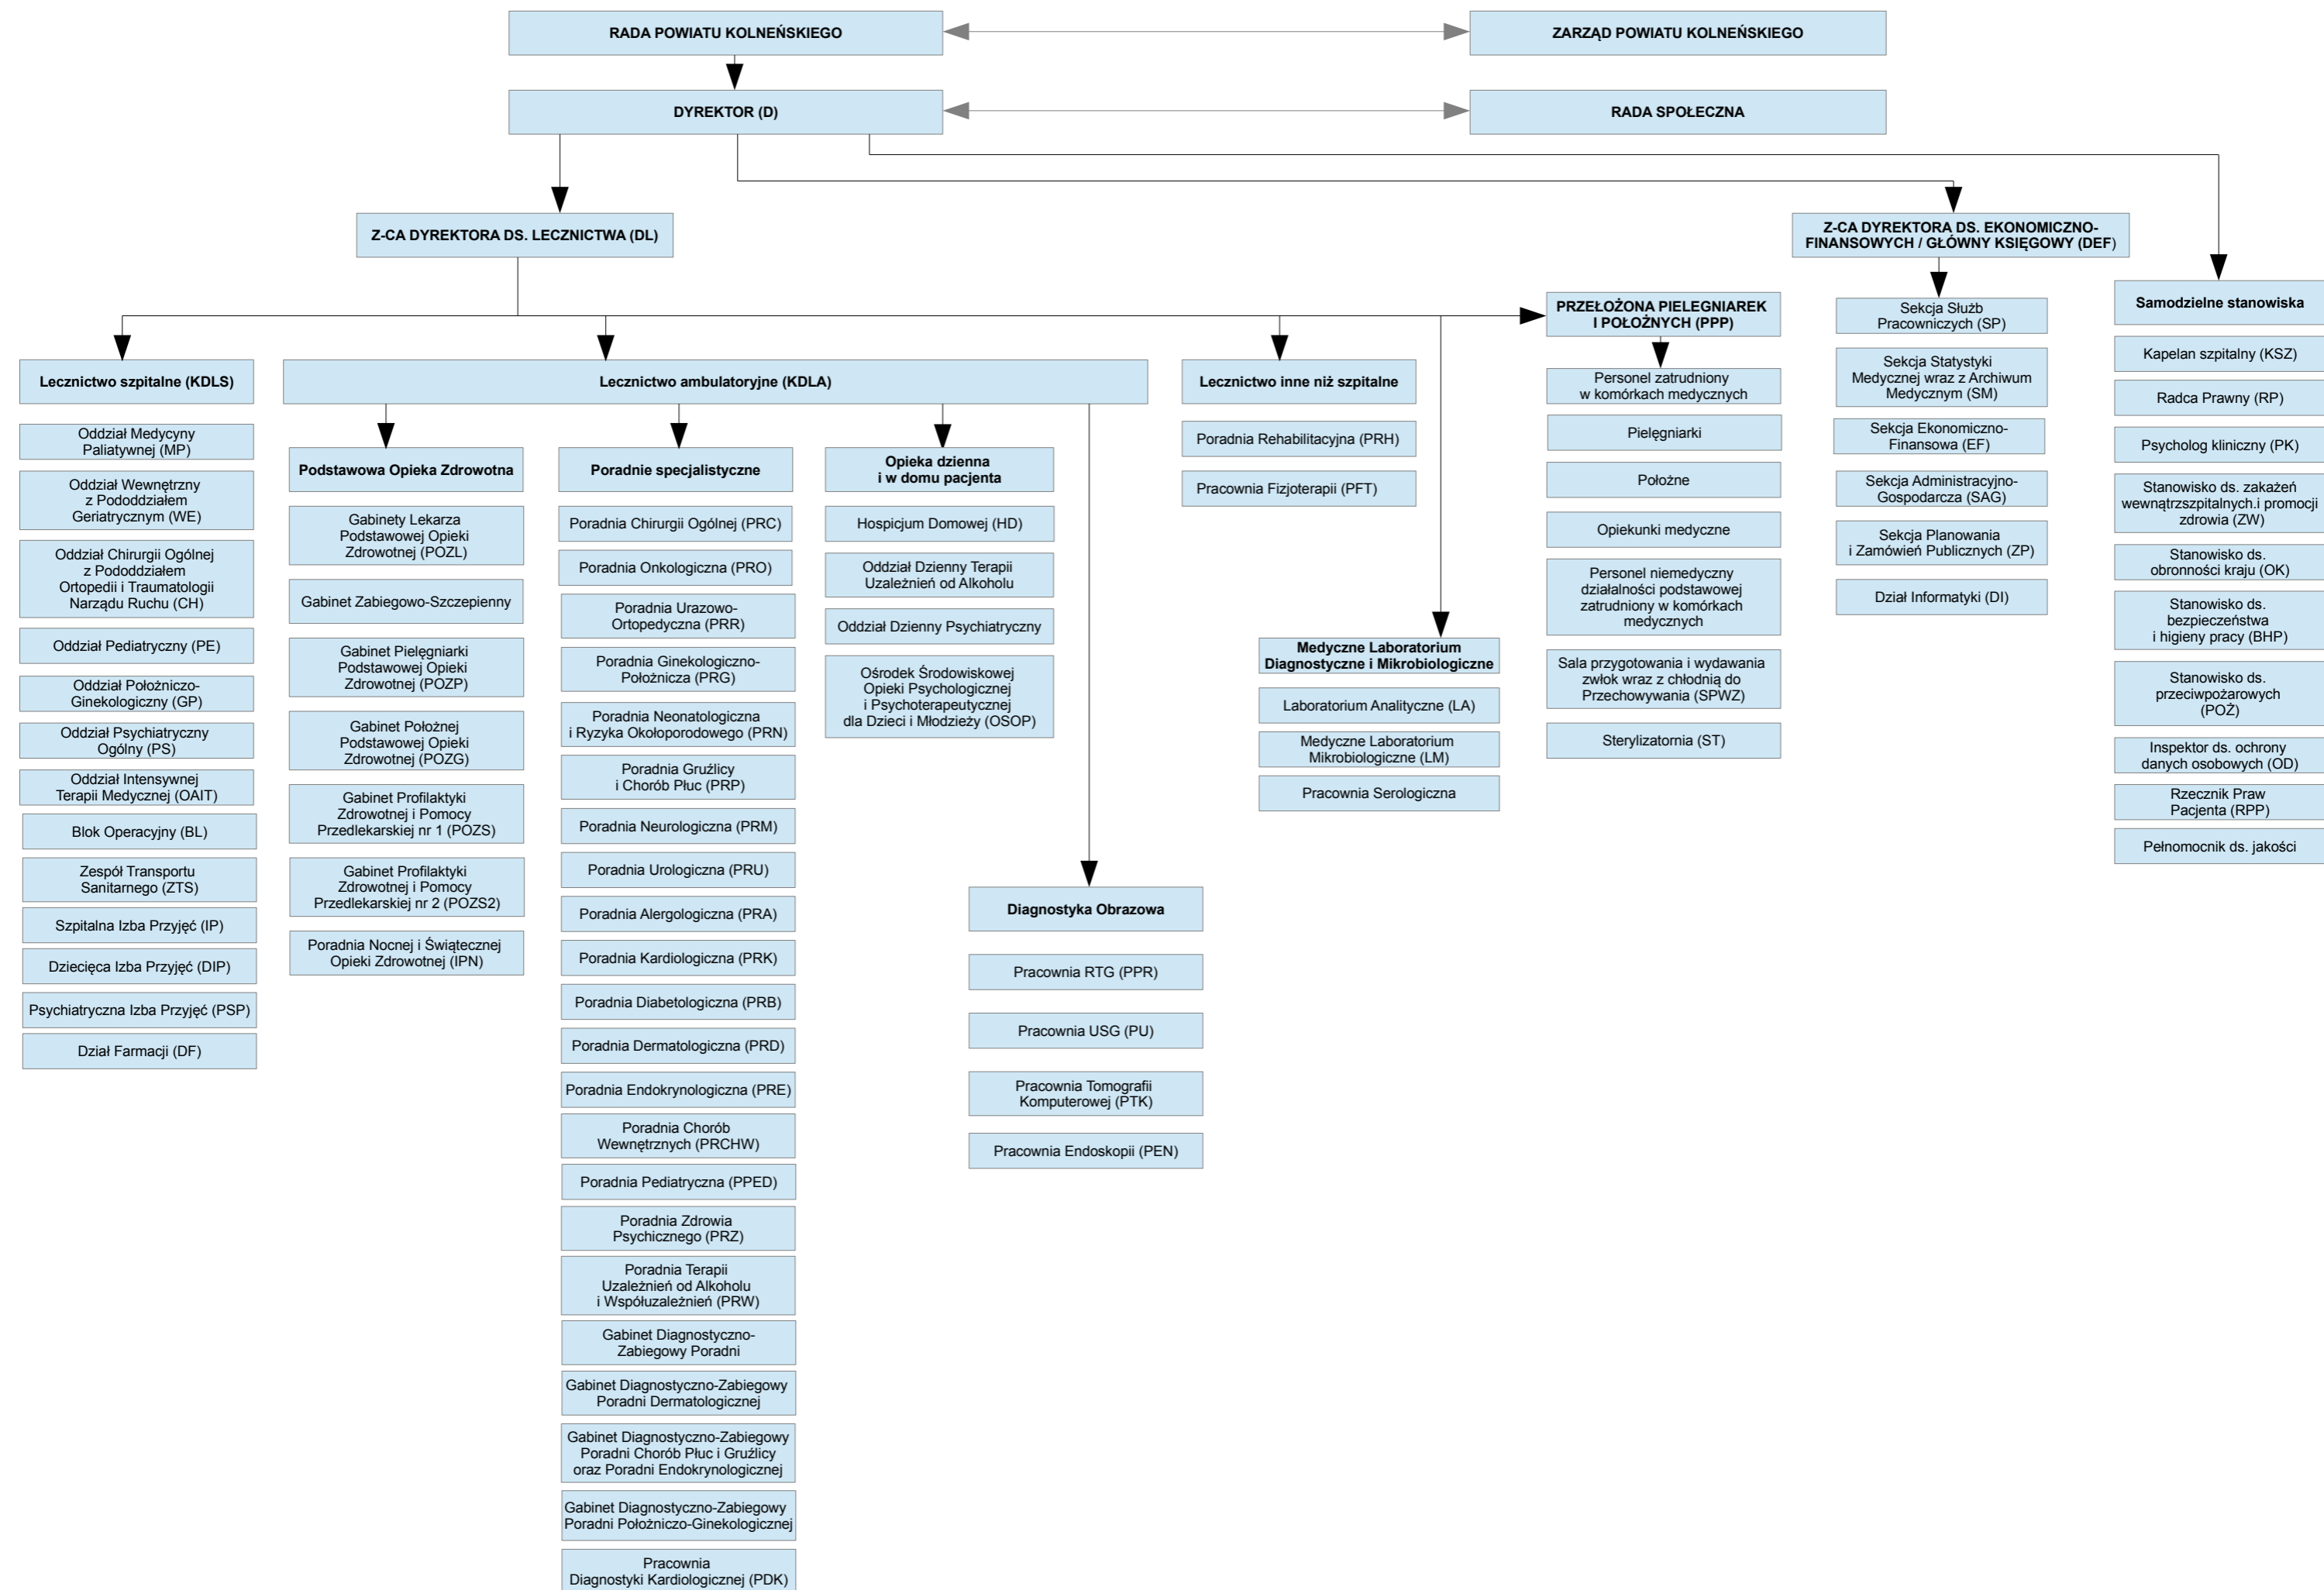 RADA POWIATU KOLNEŃSKIEGO
ZARZĄD POWIATU KOLNEŃSKIEGO
DYREKTOR (D)
RADA SPOŁECZNA
Z-CA DYREKTORA DS. LECZNICTWA (DL)
Z-CA DYREKTORA DS. EKONOMICZNO-
FINANSOWYCH / GŁÓWNY KSIĘGOWY (DEF)
Lecznictwo szpitalne (KDLS)
Oddział Medycyny
Paliatywnej (MP)
Oddział Wewnętrzny
z Pododdziałem
Geriatrycznym (WE)
Oddział Chirurgii Ogólnej
z Pododdziałem
Ortopedii i Traumatologii
Narządu Ruchu (CH)
Oddział Pediatryczny (PE)
Oddział Położniczo-
Ginekologiczny (GP)
Oddział Psychiatryczny
Ogólny (PS)
Oddział Intensywnej
Terapii Medycznej (OAIT)
Blok Operacyjny (BL)
Zespół Transportu
Sanitarnego (ZTS)
Szpitalna Izba Przyjęć (IP)
Dziecięca Izba Przyjęć (DIP)
Psychiatryczna Izba Przyjęć (PSP)
Dział Farmacji (DF)
Lecznictwo ambulatoryjne (KDLA)
Podstawowa Opieka Zdrowotna
Gabinety Lekarza
Podstawowej Opieki
Zdrowotnej (POZL)
Gabinet Zabiegowo-Szczepienny
Gabinet Pielęgniarki
Podstawowej Opieki
Zdrowotnej (POZP)
Gabinet Położnej
Podstawowej Opieki
Zdrowotnej (POZG)
Gabinet Profilaktyki
Zdrowotnej i Pomocy
Przedlekarskiej nr 1 (POZS)
Gabinet Profilaktyki
Zdrowotnej i Pomocy
Przedlekarskiej nr 2 (POZS2)
Poradnia Nocnej i Świątecznej
Opieki Zdrowotnej (IPN)
Poradnie specjalistyczne
Poradnia Chirurgii Ogólnej (PRC)
Poradnia Onkologiczna (PRO)
Poradnia Urazowo-
Ortopedyczna (PRR)
Poradnia Ginekologiczno-
Położnicza (PRG)
Poradnia Neonatologiczna
i Ryzyka Okołoporodowego (PRN)
Poradnia Gruźlicy
i Chorób Płuc (PRP)
Poradnia Neurologiczna (PRM)
Poradnia Urologiczna (PRU)
Poradnia Alergologiczna (PRA)
Poradnia Kardiologiczna (PRK)
Poradnia Diabetologiczna (PRB)
Poradnia Dermatologiczna (PRD)
Poradnia Endokrynologiczna (PRE)
Poradnia Chorób
Wewnętrznych (PRCHW)
Poradnia Pediatryczna (PPED)
Poradnia Zdrowia
Psychicznego (PRZ)
Poradnia Terapii
Uzależnień od Alkoholu
i Współuzależnień (PRW)
Gabinet Diagnostyczno-
Zabiegowy Poradni
Gabinet Diagnostyczno-Zabiegowy
Poradni Dermatologicznej
Gabinet Diagnostyczno-Zabiegowy
Poradni Chorób Płuc i Gruźlicy
oraz Poradni Endokrynologicznej
Gabinet Diagnostyczno-Zabiegowy
Poradni Położniczo-Ginekologicznej
Pracownia
Diagnostyki Kardiologicznej (PDK)
Opieka dzienna
i w domu pacjenta
Hospicjum Domowej (HD)
Oddział Dzienny Terapii
Uzależnień od Alkoholu
Oddział Dzienny Psychiatryczny
Ośrodek Środowiskowej
Opieki Psychologicznej
i Psychoterapeutycznej
dla Dzieci i Młodzieży (OSOP)
Diagnostyka Obrazowa
Pracownia RTG (PPR)
Pracownia USG (PU)
Pracownia Tomografii
Komputerowej (PTK)
Pracownia Endoskopii (PEN)
Lecznictwo inne niż szpitalne
Poradnia Rehabilitacyjna (PRH)
Pracownia Fizjoterapii (PFT)
Medyczne Laboratorium
Diagnostyczne i Mikrobiologiczne
Laboratorium Analityczne (LA)
Medyczne Laboratorium
Mikrobiologiczne (LM)
Pracownia Serologiczna
PRZEŁOŻONA PIELEGNIAREK
I POŁOŻNYCH (PPP)
Personel zatrudniony
w komórkach medycznych
Pielęgniarki
Położne
Opiekunki medyczne
Personel niemedyczny
działalności podstawowej
zatrudniony w komórkach
medycznych
Sala przygotowania i wydawania
zwłok wraz z chłodnią do
Przechowywania (SPWZ)
Sterylizatornia (ST)
Sekcja Służb
Pracowniczych (SP)
Sekcja Statystyki
Medycznej wraz z Archiwum
Medycznym (SM)
Sekcja Ekonomiczno-
Finansowa (EF)
Sekcja Administracyjno-
Gospodarcza (SAG)
Sekcja Planowania
i Zamówień Publicznych (ZP)
Dział Informatyki (DI)
Samodzielne stanowiska
Kapelan szpitalny (KSZ)
Radca Prawny (RP)
Psycholog kliniczny (PK)
Stanowisko ds. zakażeń
wewnątrzszpitalnych.i promocji
zdrowia (ZW)
Stanowisko ds.
obronności kraju (OK)
Stanowisko ds.
bezpieczeństwa
i higieny pracy (BHP)
Stanowisko ds.
przeciwpożarowych
(POŻ)
Inspektor ds. ochrony
danych osobowych (OD)
Rzecznik Praw
Pacjenta (RPP)
Pełnomocnik ds. jakości